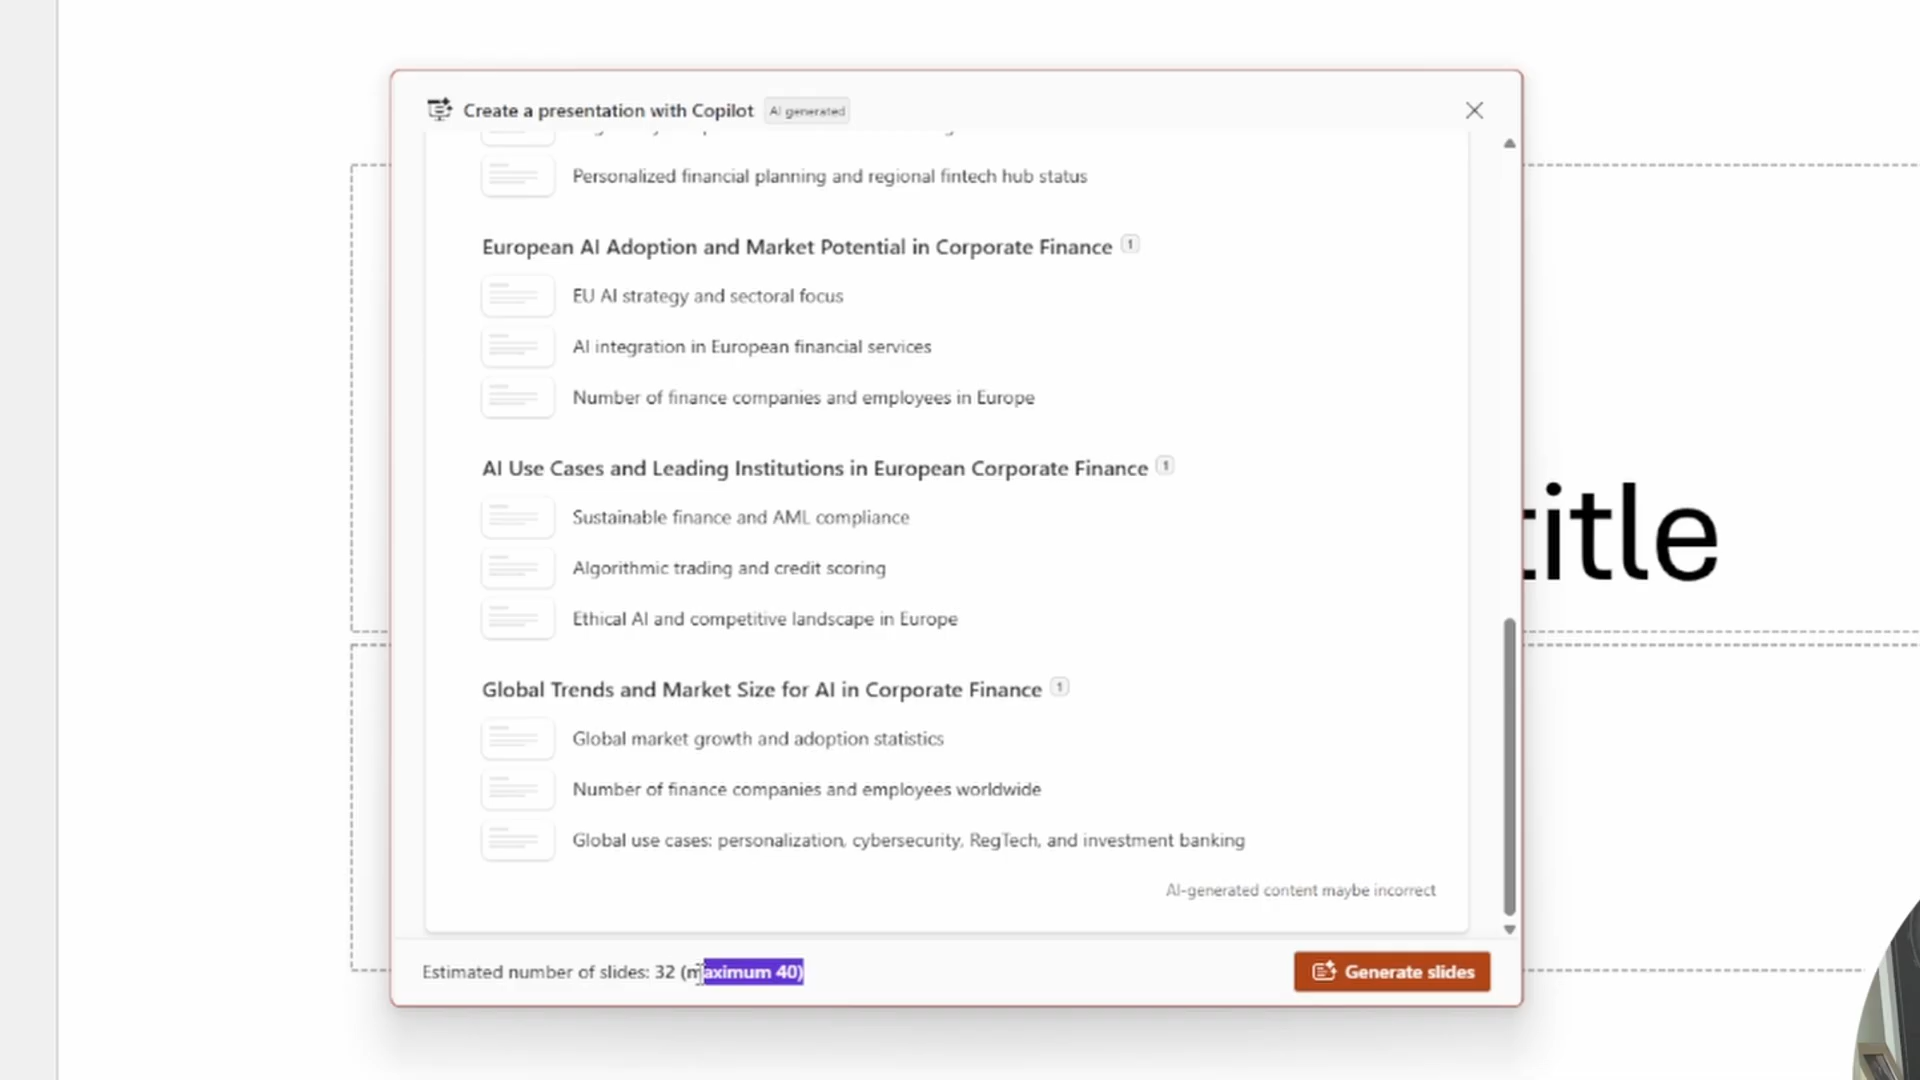 Create a presentation with Copilot AI generated
Personalized financial planning and regional fintech hub status
European AI Adoption and Market Potential in Corporate Finance 1
EU AI strategy and sectoral focus
AI integration in European financial services
Number of finance companies and employees in Europe
AI Use Cases and Leading Institutions in European Corporate Finance 1
Sustainable finance and AML compliance
Algorithmic trading and credit scoring
Ethical AI and competitive landscape in Europe
title
Global Trends and Market Size for AI in Corporate Finance 1
Global market growth and adoption statistics
Number of finance companies and employees worldwide
Global use cases: personalization, cybersecurity, RegTech, and investment banking
AI-generated content maybe incorrect
Estimated number of slides: 32 (maximum 40)
Generate slides